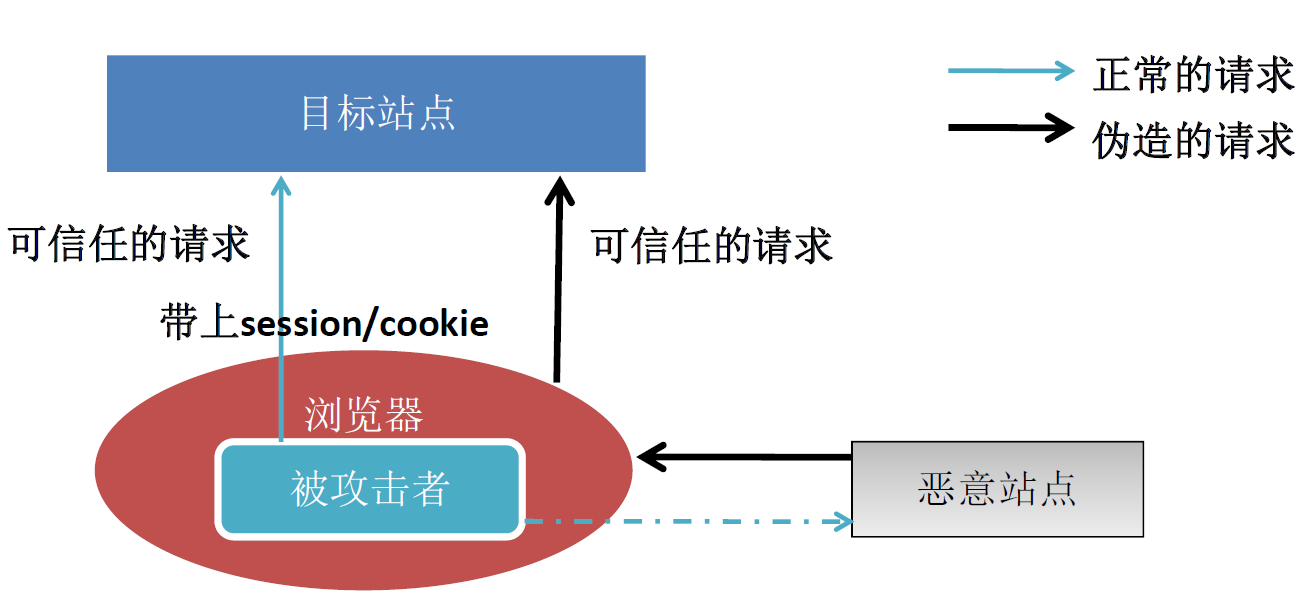 正常的请求
目标站点
伪造的请求
可信任的请求
可信任的请求
带上session/cookie
浏览器
被攻击者
恶意站点